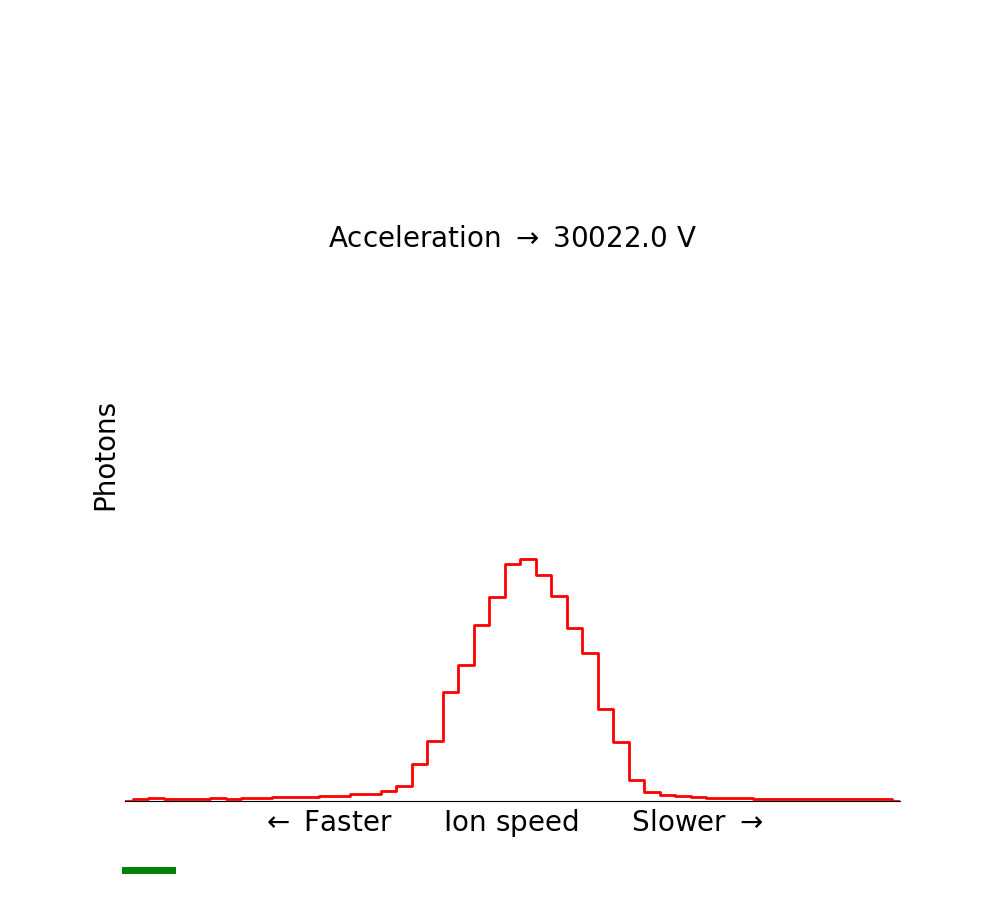 Acceleration → 30022.0 V
Photons
← Faster Ion speed Slower →